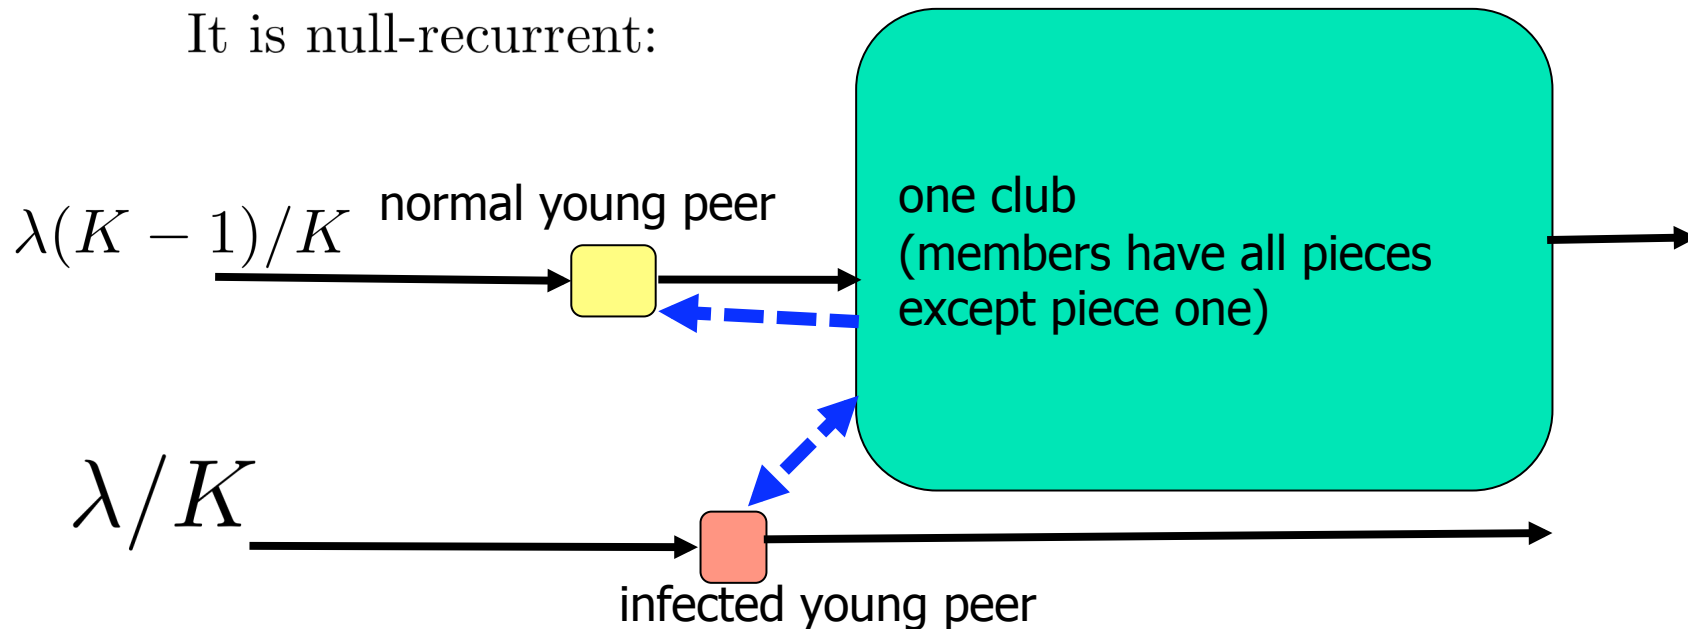 It is null-recurrent:
λ(K − 1)/K
normal young peer
one club
(members have all pieces
except piece one)
λ/K
infected young peer